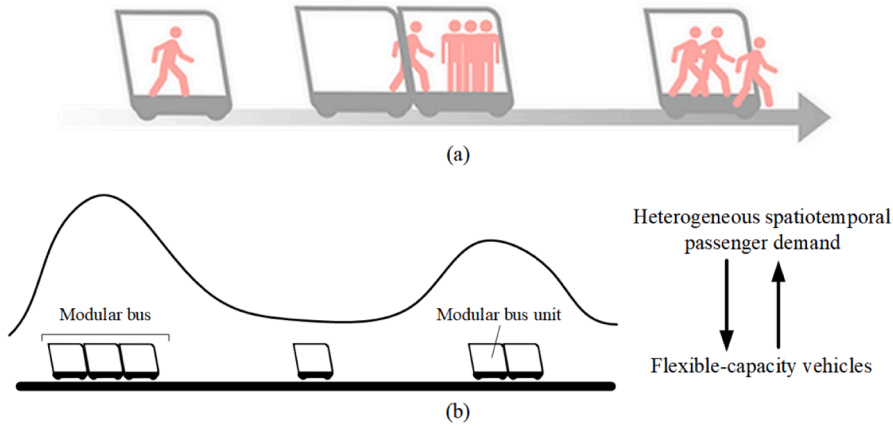 (a)
Heterogeneous spatiotemporal
passenger demand
Modular bus
Modular bus unit
Flexible-capacity vehicles
(b)